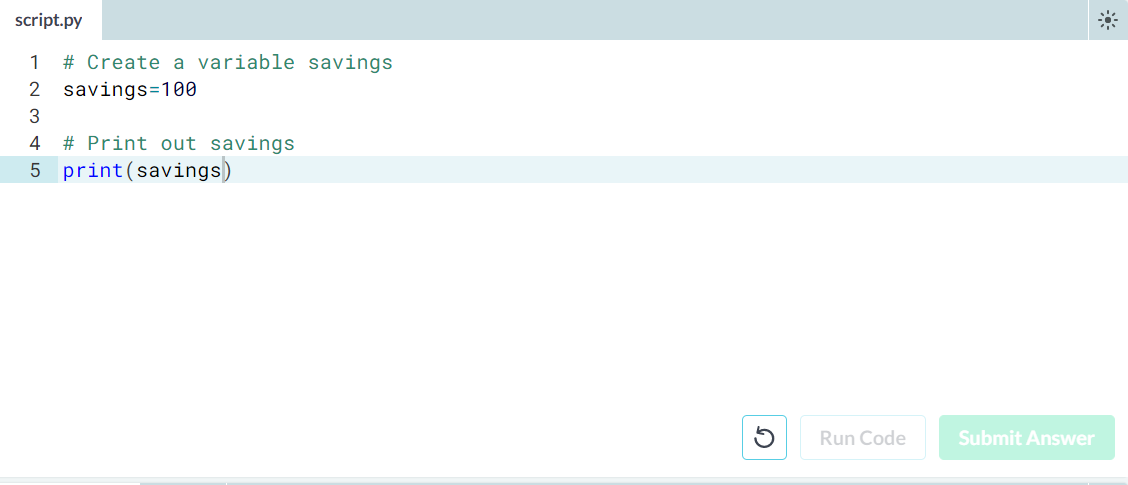 script.py
1 # Create a variable savings
2 savings=100
3
4 # Print out savings
5 print(savings)
Run Code
Submit Answer